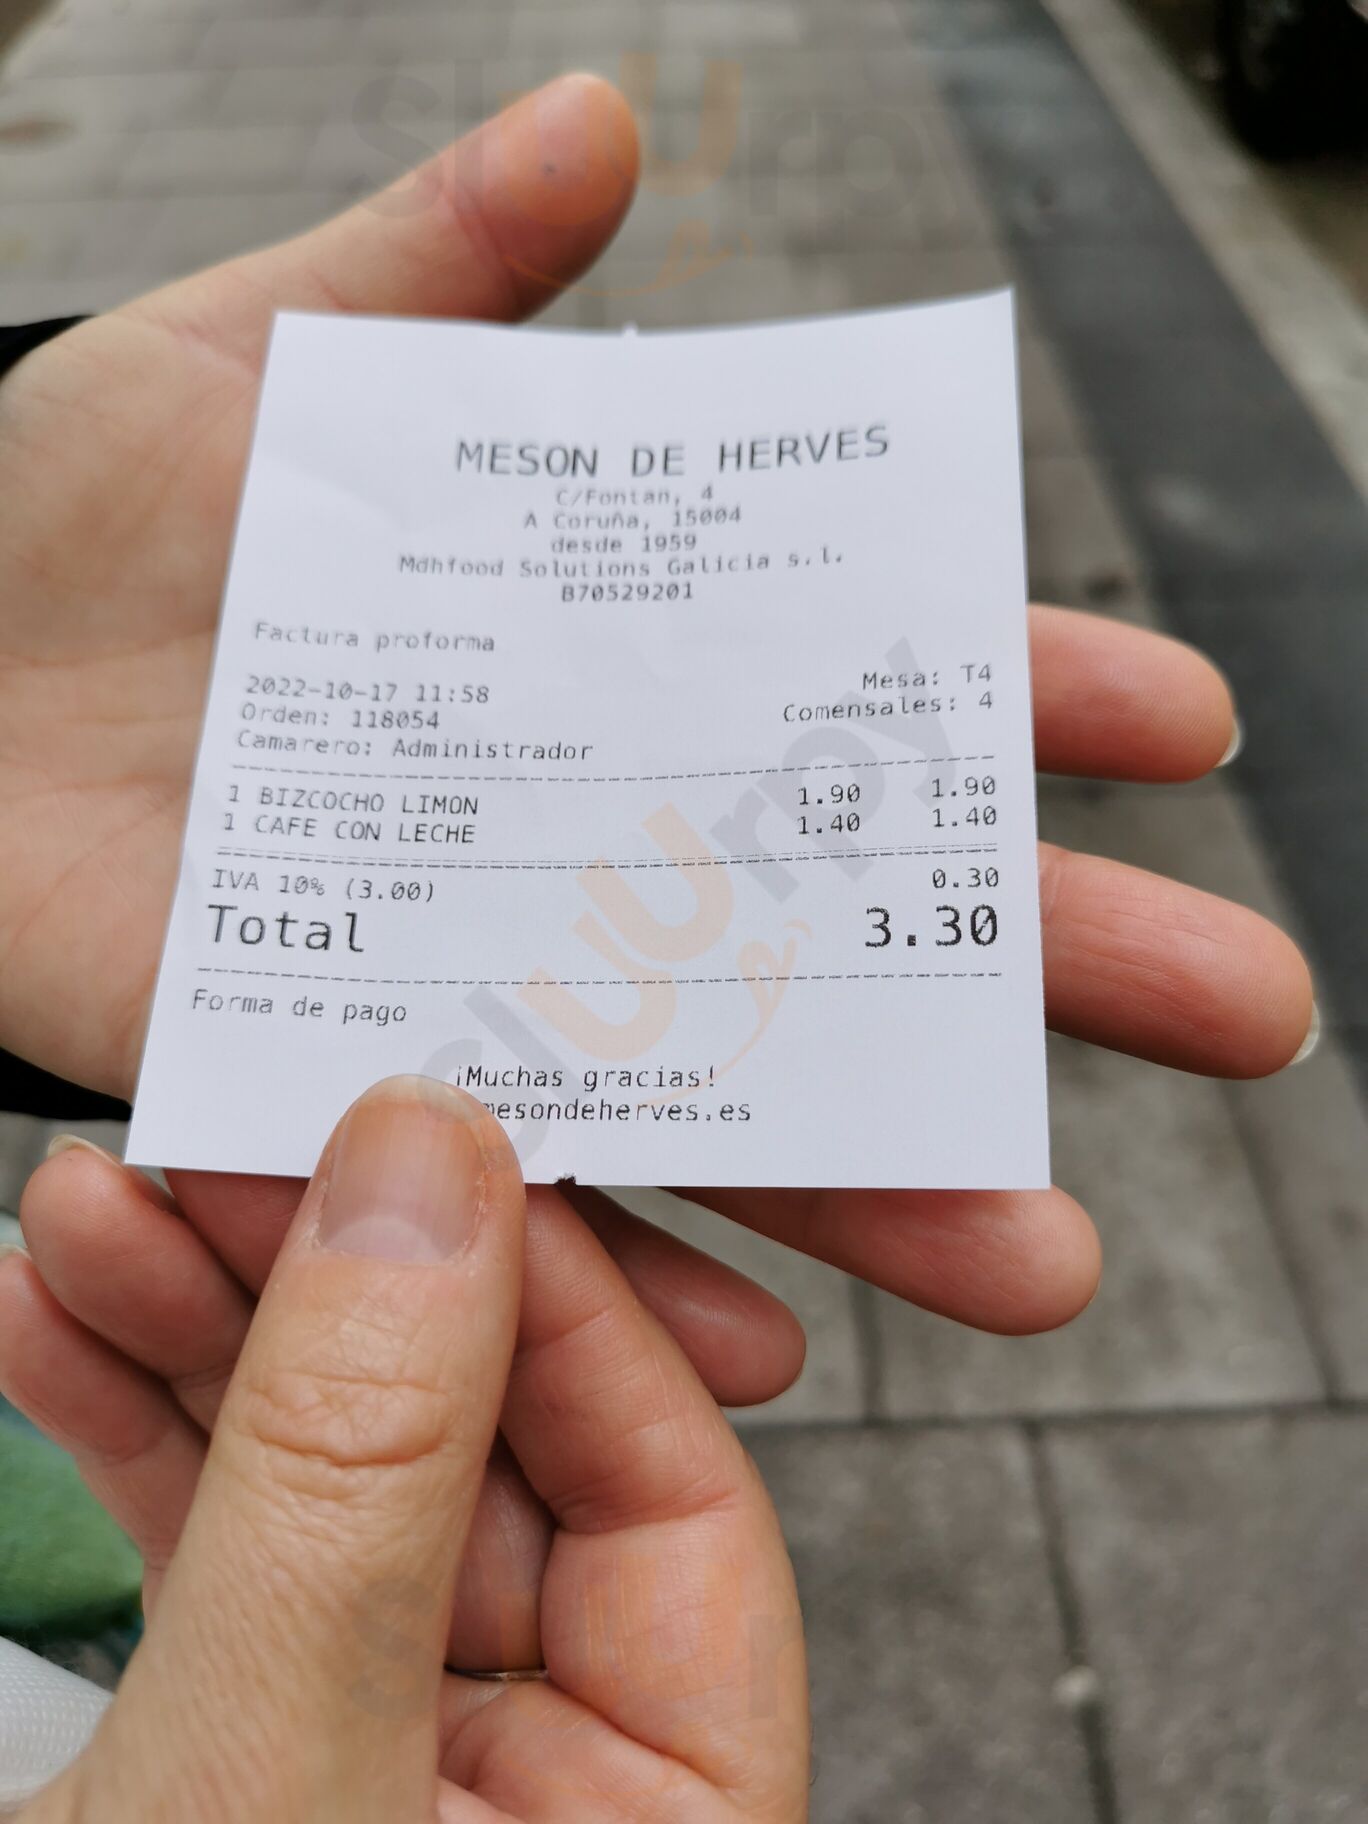 MESON DE HERVES
C/Fontan, 4
A Coruña, 15004
desde 1959
Mdhfood Solutions Galicia s.l.
B70529201
Factura proforma
2022-10-17 11:58
Mesa: T4
Orden: 118054
Comensales: 4
Camarero: Administrador
1 BIZCOCHO LIMON 1.90 1.90
1 CAFE CON LECHE 1.40 1.40
IVA 10% (3.00) 0.30
Total 3.30
Forma de pago
¡Muchas gracias!
mesondeherves.es
sluurpy
sluurpy